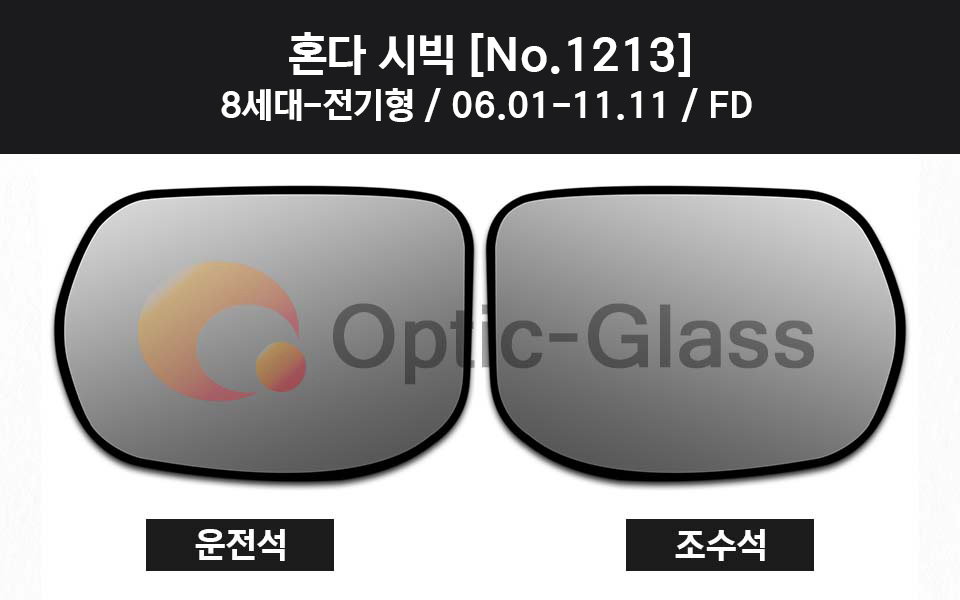 혼다 시빅 [No.1213]
8세대-전기형 / 06.01-11.11 / FD
Optic-Glass
운전석
조수석